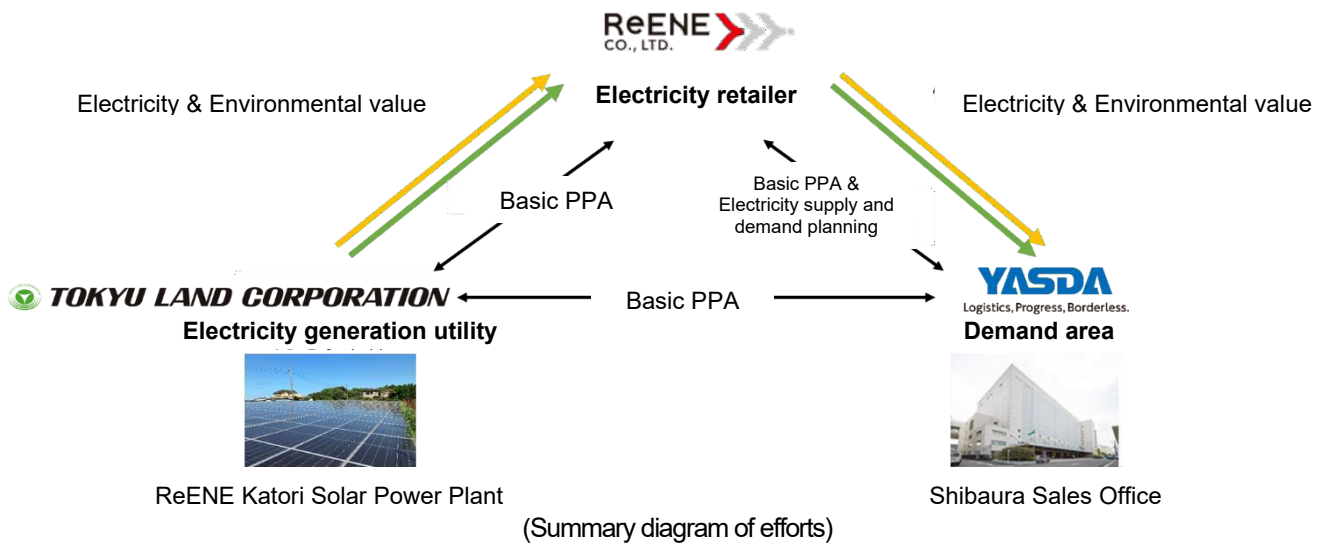 ReENE
CO., LTD.
Electricity retailer
Electricity & Environmental value
Electricity & Environmental value
Basic PPA
Basic PPA &
Electricity supply and
demand planning
TOKYU LAND CORPORATION
Basic PPA
YASDA
Logistics, Progress, Borderless.
Electricity generation utility
Demand area
ReENE Katori Solar Power Plant
Shibaura Sales Office
(Summary diagram of efforts)